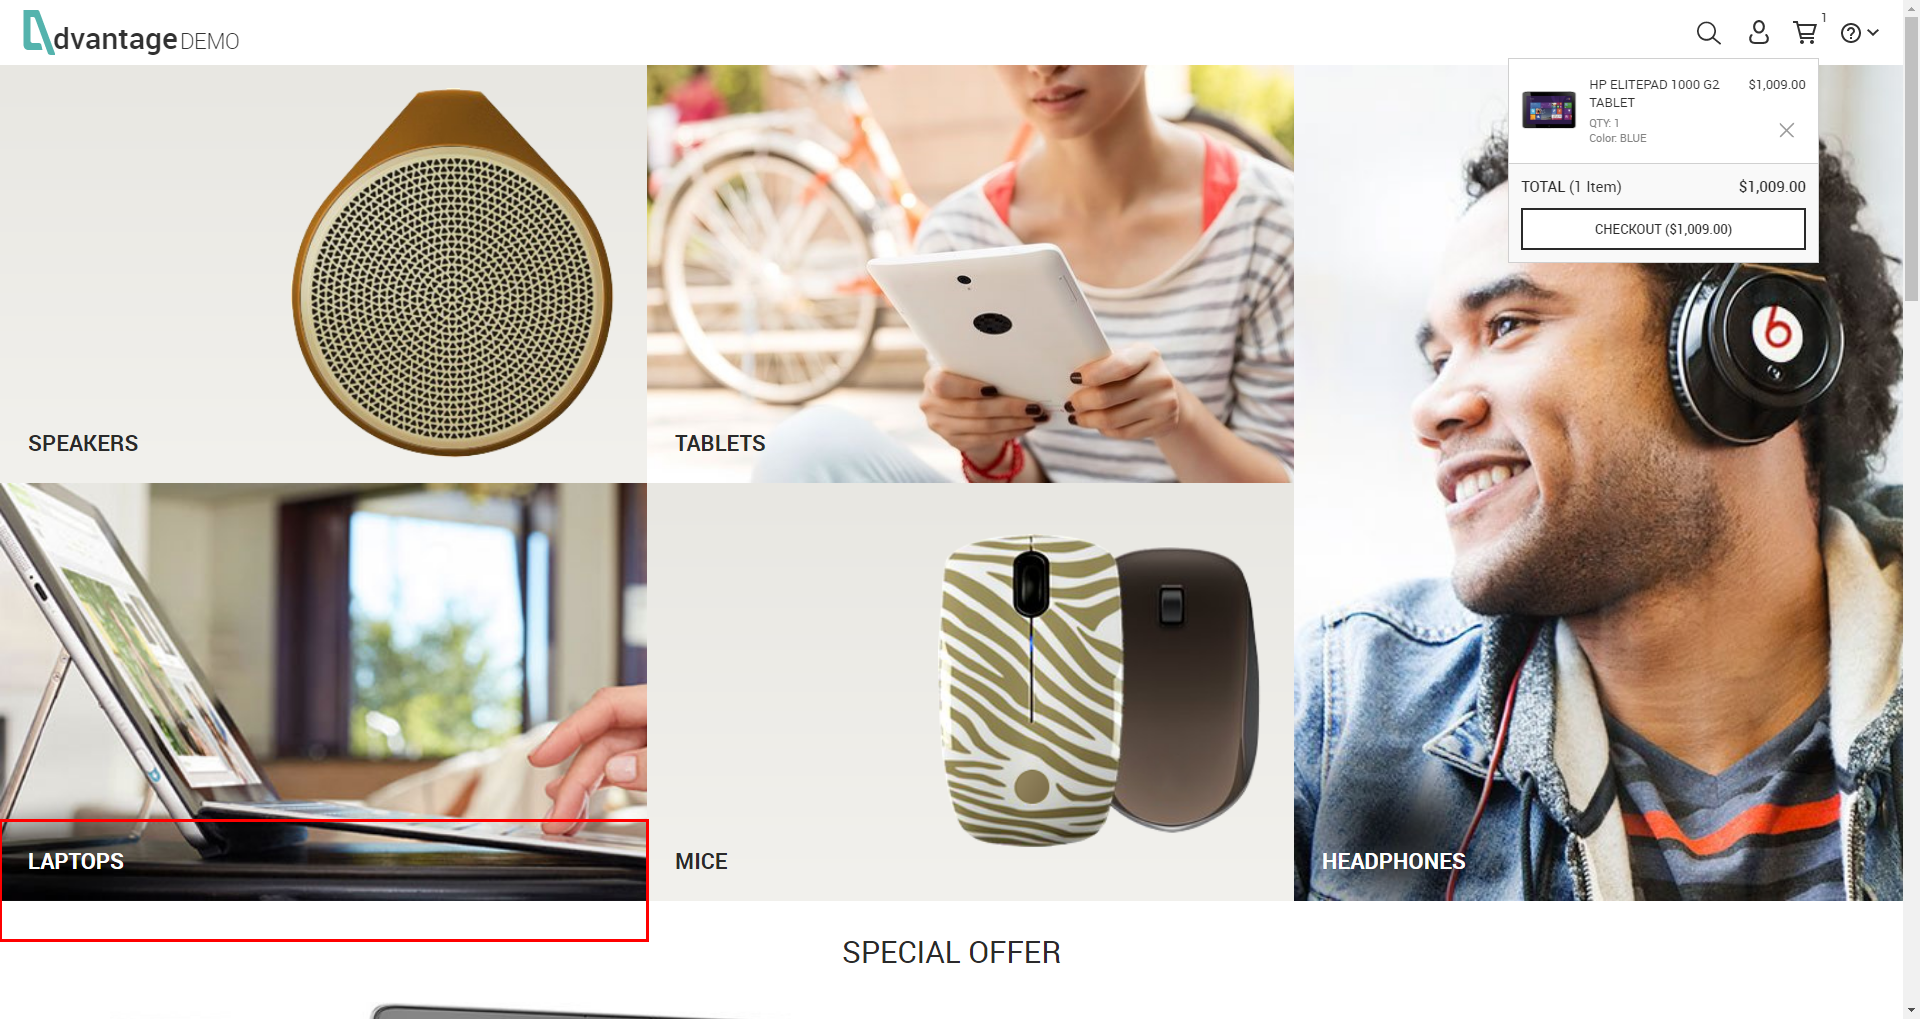 dvantage DEMO
1
HP ELITEPAD 1000 G2 $1,009.00
TABLET
QTY: 1
Color: BLUE
TOTAL (1 Item) $1,009.00
CHECKOUT ($1,009.00)
SPEAKERS
TABLETS
LAPTOPS
MICE
HEADPHONES
SPECIAL OFFER